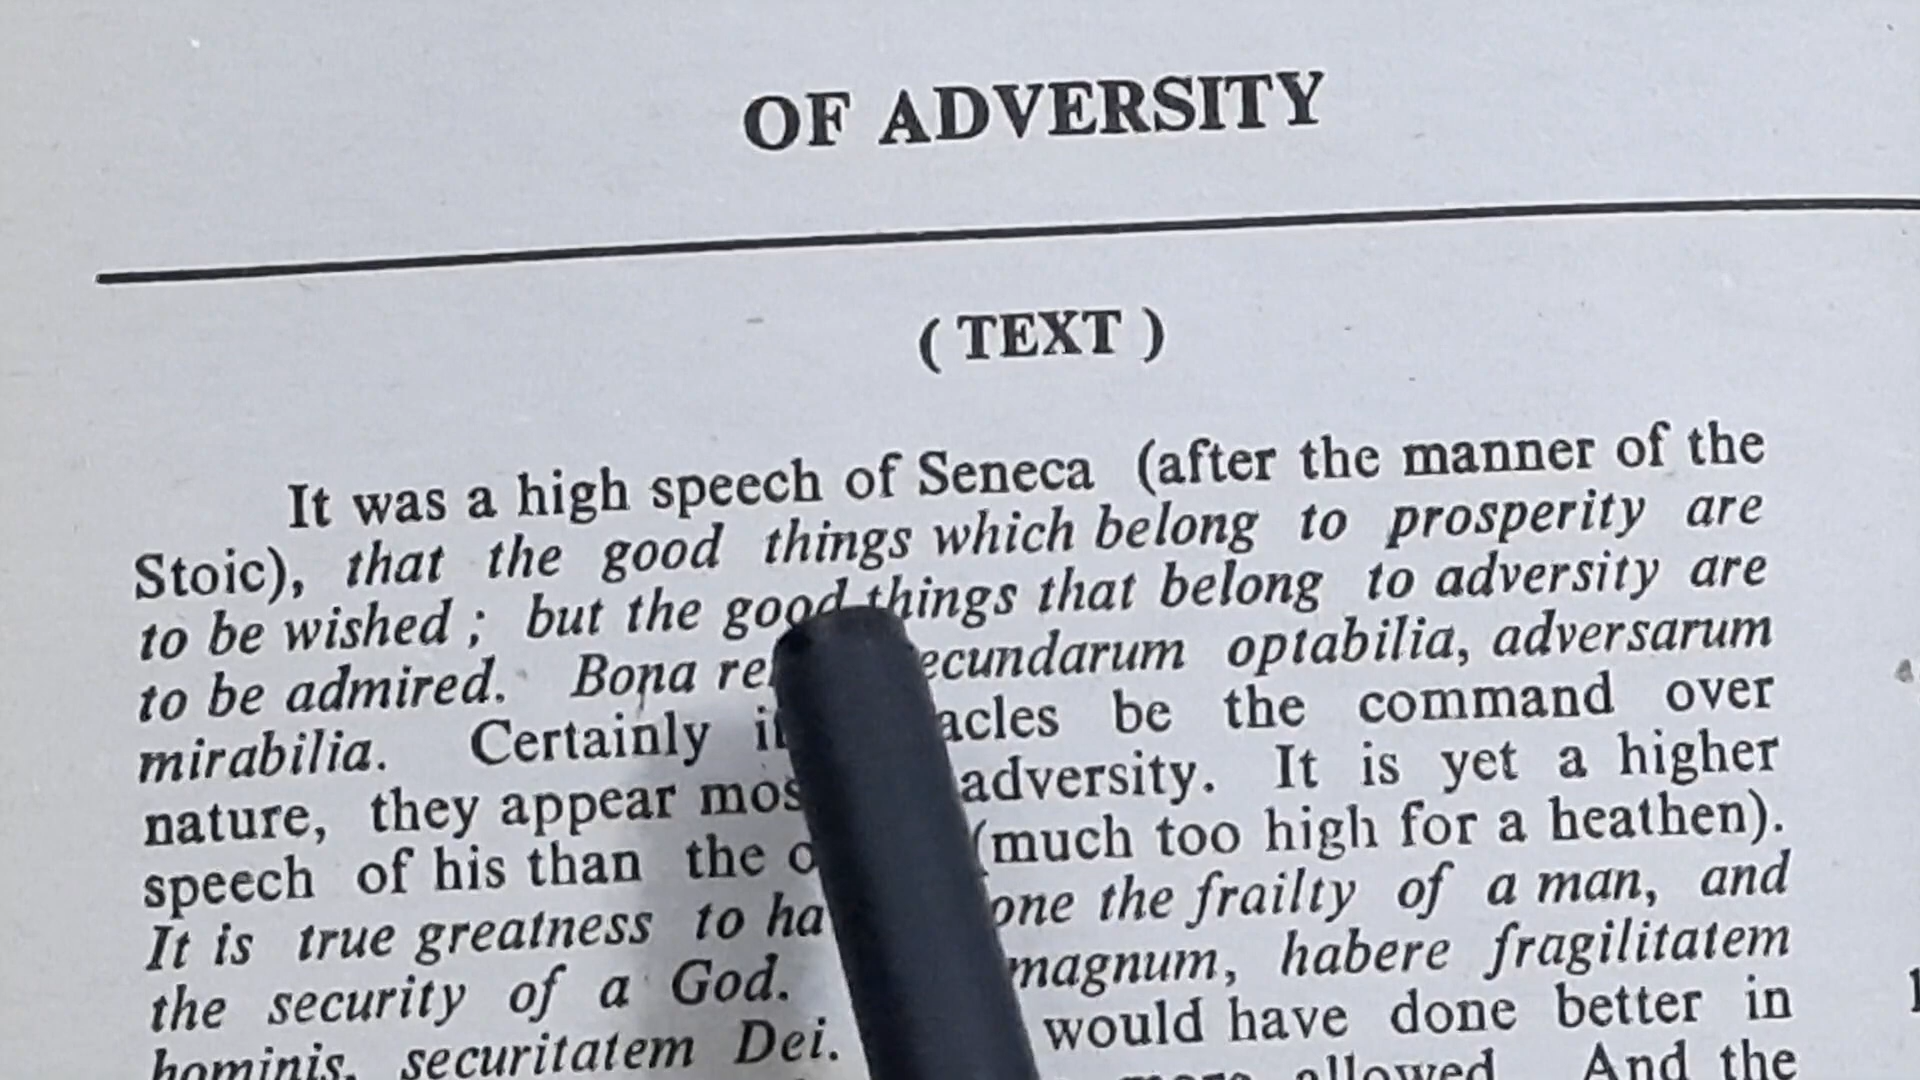 OF ADVERSITY
( TEXT )
It was a high speech of Seneca (after the manner of the
Stoic), that the good things which belong to prosperity are
to be wished ; but the good things that belong to adversity are
to be admired. Bona optabilia, adversarum
mirabilia. Certainly be the command over
nature, they appear adversity. It is yet a higher
speech of his than the (much too high for a heathen).
It is true greatness to the frailty of a man, and
the security of a God. magnum, habere fragilitatem
hominis, securitatem Dei. would have done better in
allowed. And the